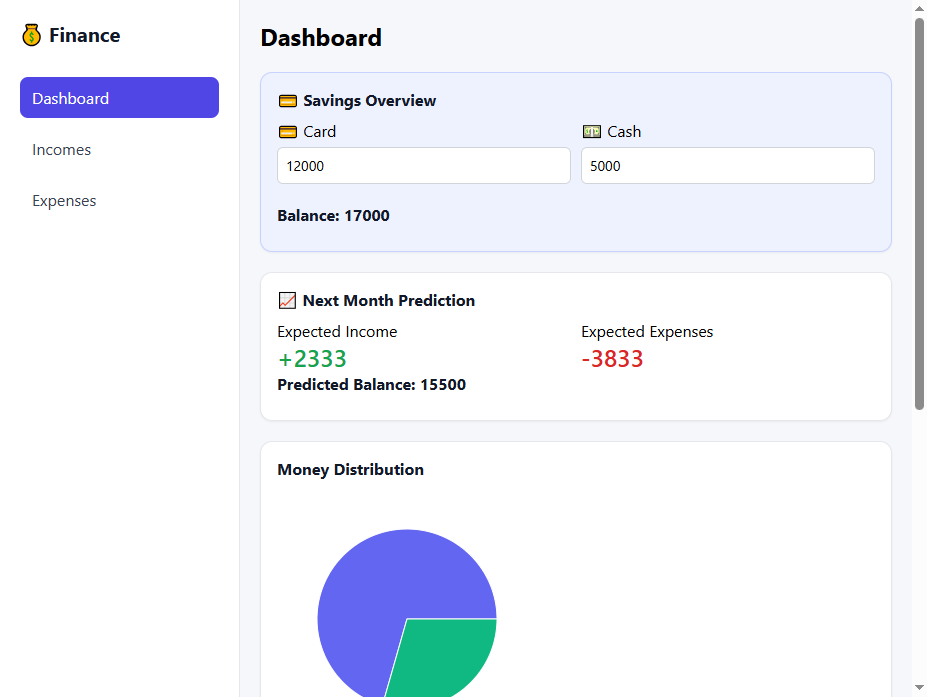 Finance
Dashboard
Incomes
Expenses
Dashboard
Savings Overview
Card
Cash
12000
5000
Balance: 17000
Next Month Prediction
Expected Income
Expected Expenses
+2333
-3833
Predicted Balance: 15500
Money Distribution